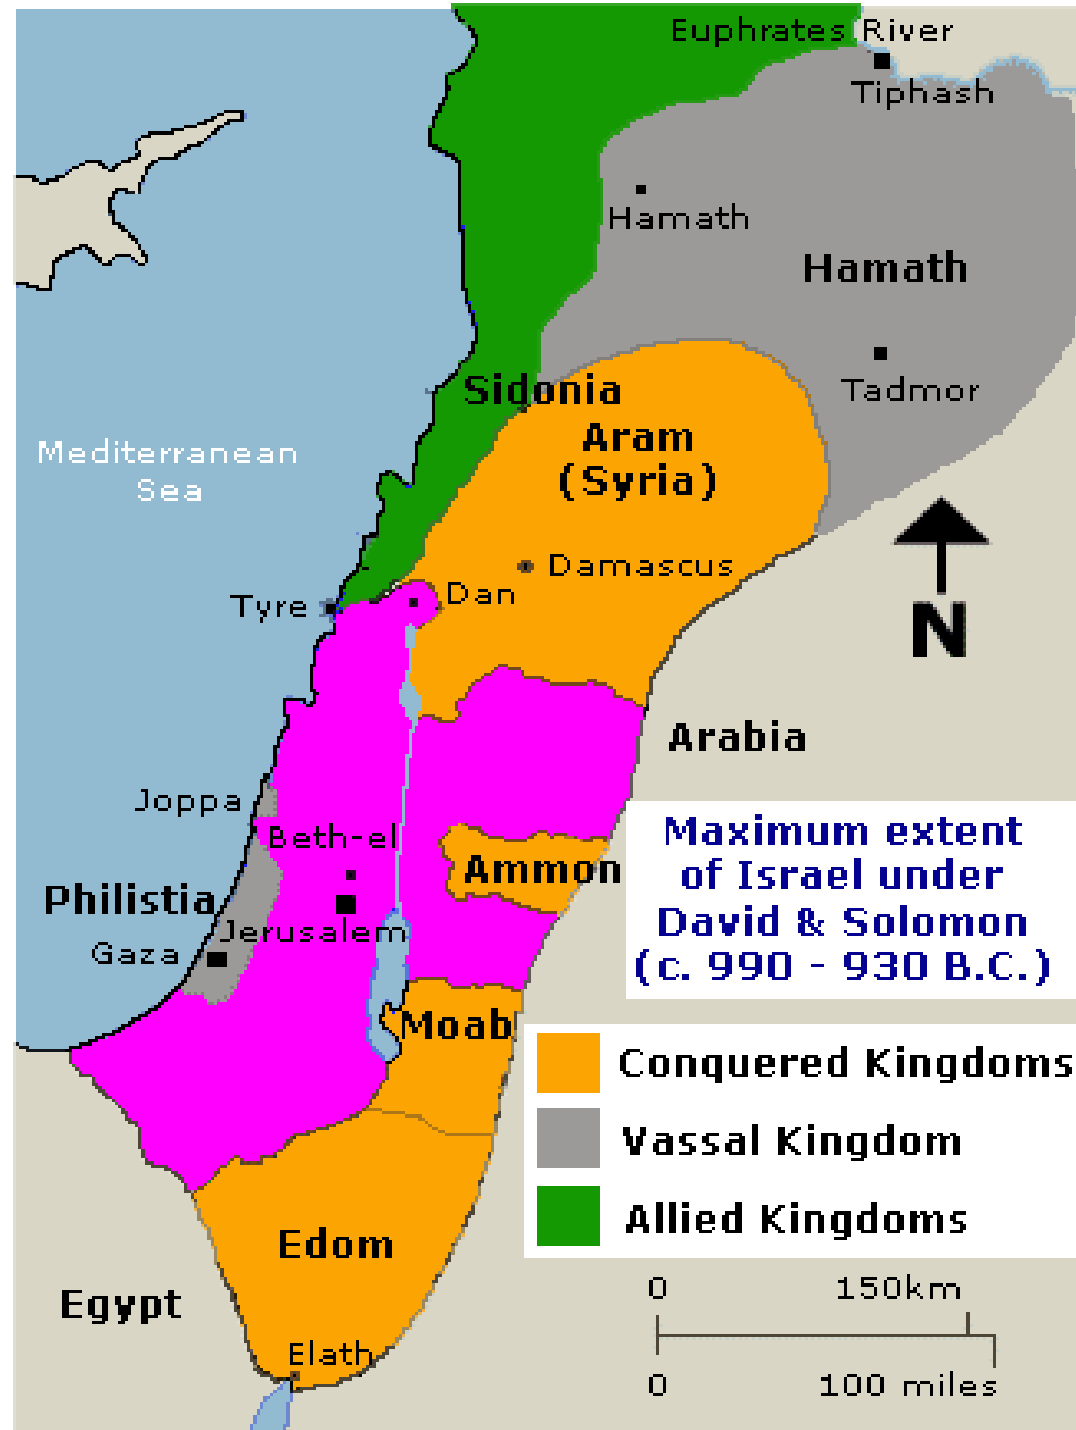 Euphrates River
Tiphash
Hamath
Hamath
Tadmor
Sidonia
Aram
(Syria)
Mediterranean
Sea
Damascus
Dan
Tyre
N
Arabia
Joppa
Beth-el
Ammon
Philistia
Jerusalem
Gaza
Maximum extent
of Israel under
David & Solomon
(c. 990 - 930 B.C.)
Moab
Conquered Kingdoms
Vassal Kingdom
Allied Kingdoms
Edom
Egypt
Elath
0 150km
0 100 miles